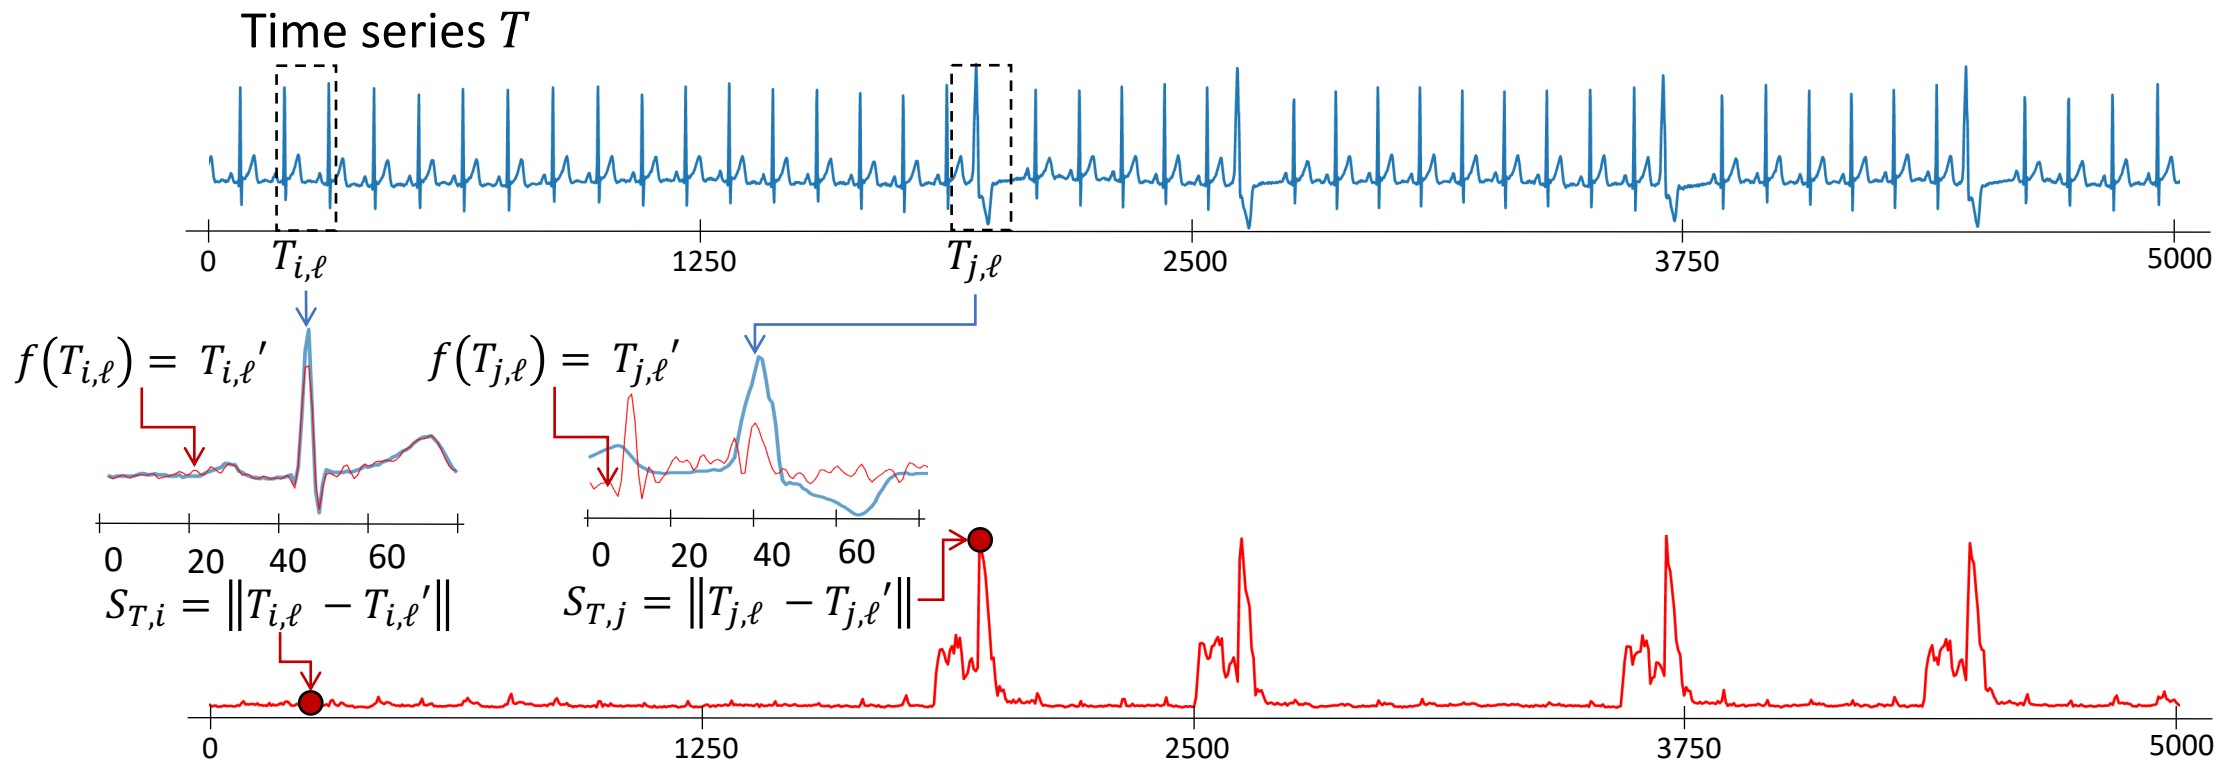 Time series T
0 1250 2500 3750 5000
T_{i,ℓ} T_{j,ℓ}
f(T_{i,ℓ}) = T_{i,ℓ}′ f(T_{j,ℓ}) = T_{j,ℓ}′
0 20 40 60 0 20 40 60
S_{T,i} = ‖T_{i,ℓ} − T_{i,ℓ}′‖ S_{T,j} = ‖T_{j,ℓ} − T_{j,ℓ}′‖
0 1250 2500 3750 5000